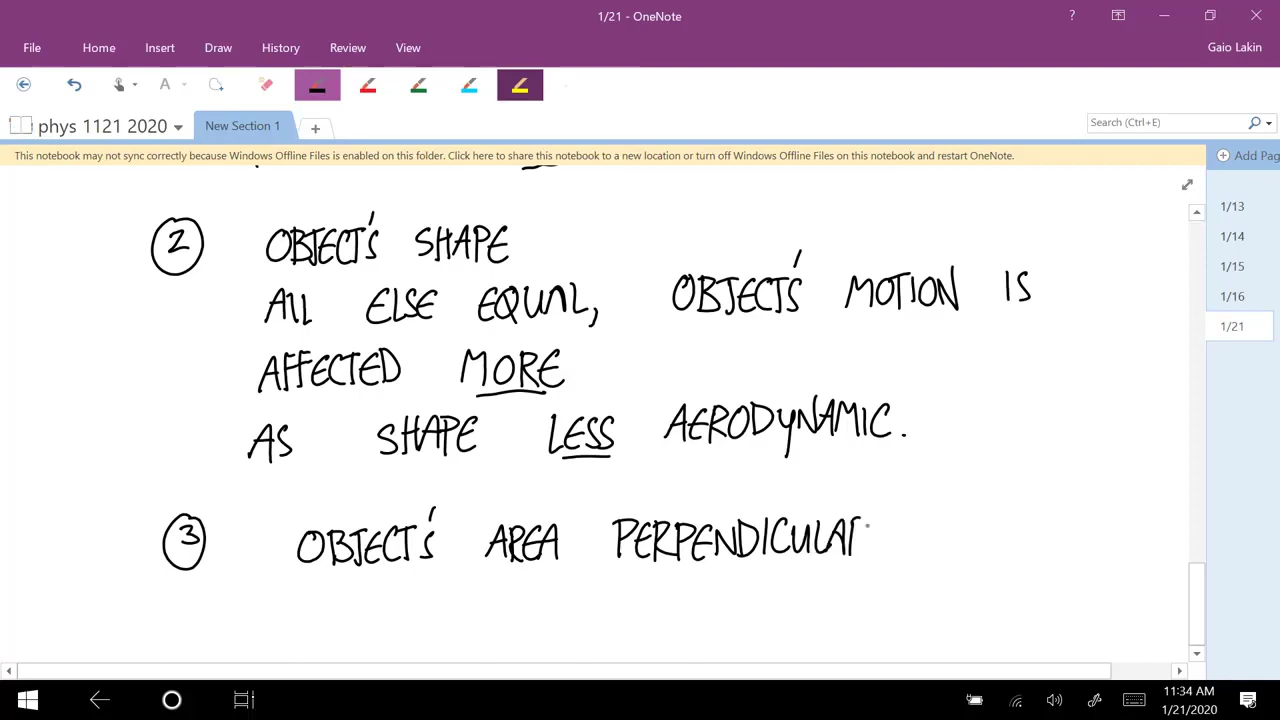 1/21 - OneNote
?
File Home Insert Draw History Review View
Gaio Lakin
A
phys 1121 2020
New Section 1
+
Search (Ctrl+E)
This notebook may not sync correctly because Windows Offline Files is enabled on this folder. Click here to share this notebook to a new location or turn off Windows Offline Files on this notebook and restart OneNote.
Add Pag
1/13
1/14
1/15
1/16
1/21
2 OBJECT'S SHAPE
ALL ELSE EQUAL, OBJECT'S MOTION IS
AFFECTED MORE
AS SHAPE LESS AERODYNAMIC.
3 OBJECT'S AREA PERPENDICULAR
11:34 AM
1/21/2020